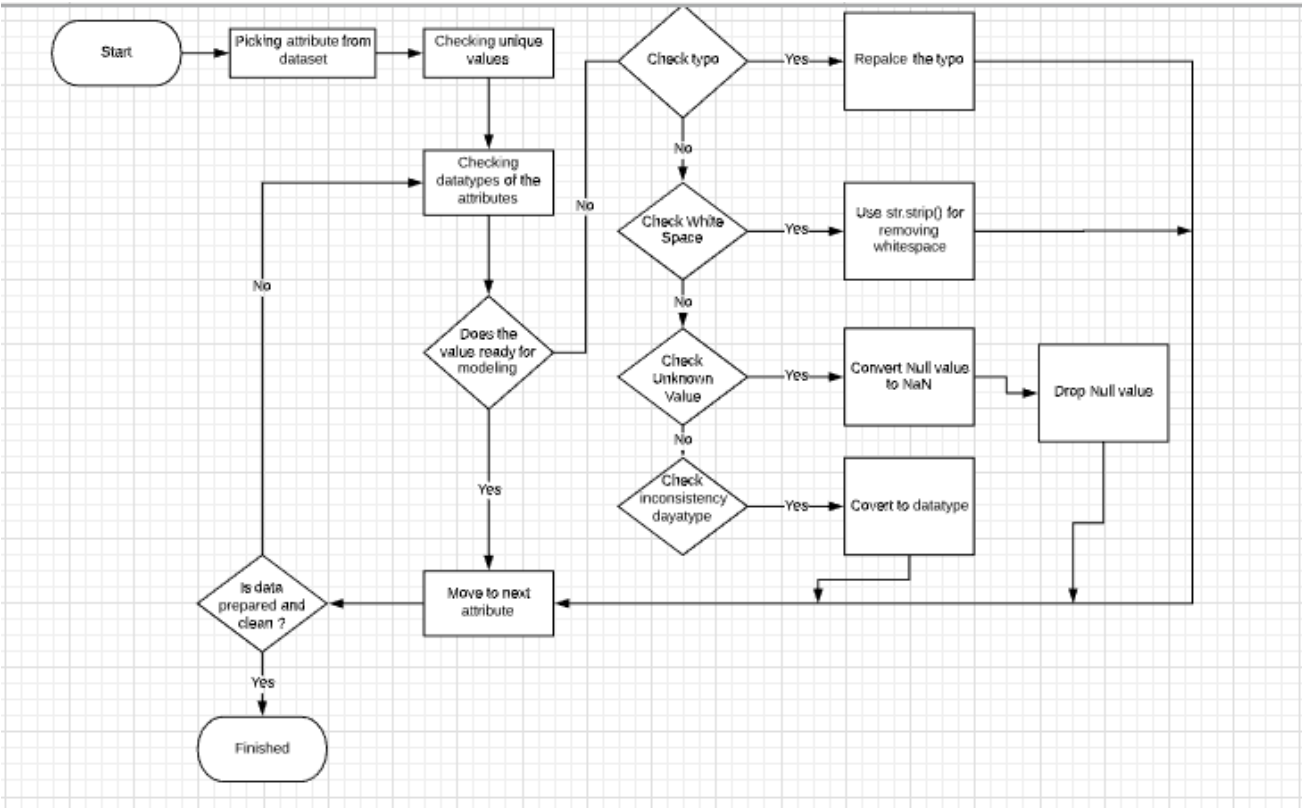 Start
Picking attribute from
dataset
Checking unique
values
Check typo
Yes
Repalce the typo
No
Checking
datatypes of the
attributes
No
Check White
Space
Yes
Use str.strip() for
removing
whitespace
No
No
Does the
value ready for
modeling
Check
Unknown
Value
Yes
Convert Null value
to NaN
Drop Null value
No
Yes
Check
inconsistency
dayatype
Yes
Covert to datatype
Is data
prepared and
clean ?
Move to next
attribute
Yes
Finished